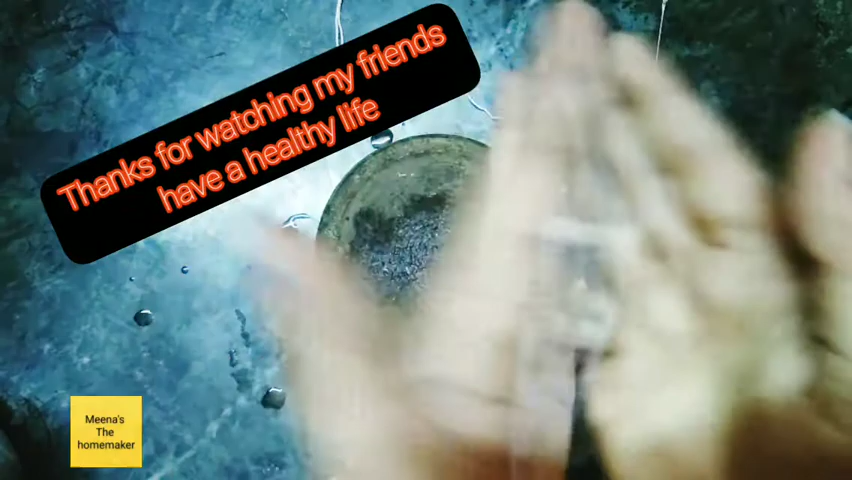 Thanks for watching my friends
have a healthy life
Meena's
The
homemaker